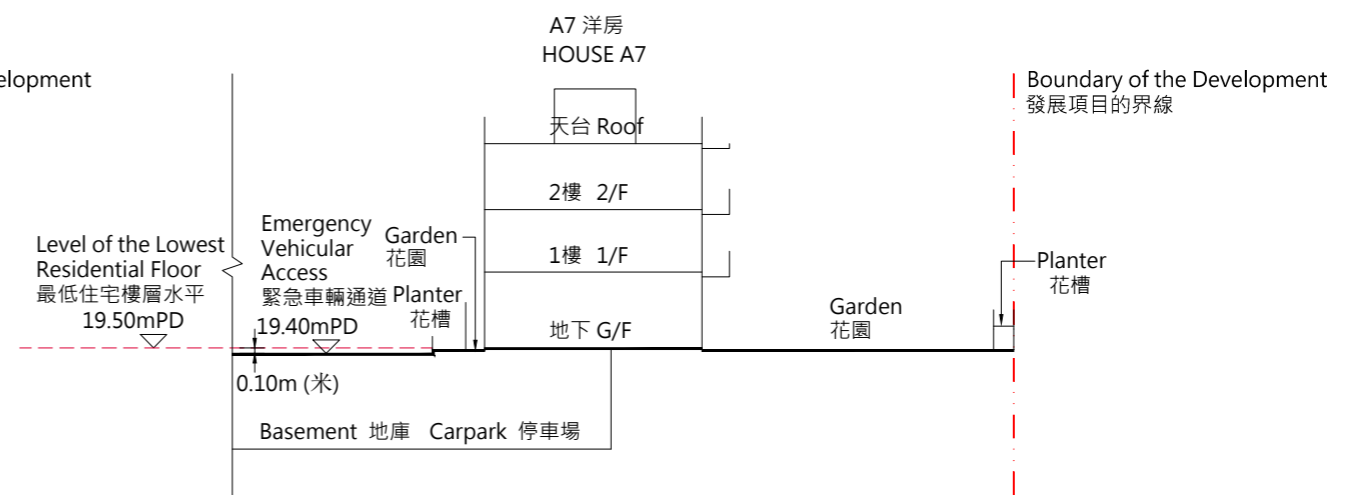 A7 洋房
HOUSE A7
elopment
Boundary of the Development
發展項目的界線
天台 Roof
2樓 2/F
1樓 1/F
地下 G/F
Level of the Lowest
Residential Floor
最低住宅樓層水平
19.50mPD
Emergency
Vehicular
Access
緊急車輛通道
19.40mPD
Garden
花園
Planter
花槽
Garden
花園
Planter
花槽
0.10m (米)
Basement 地庫 Carpark 停車場